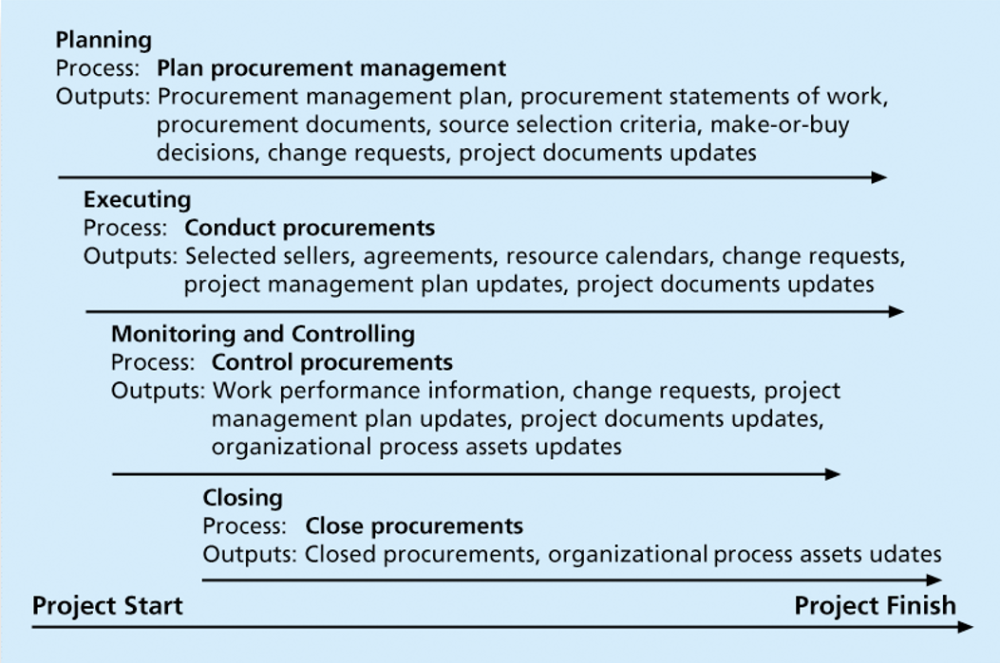 Planning
Process: Plan procurement management
Outputs: Procurement management plan, procurement statements of work,
procurement documents, source selection criteria, make-or-buy
decisions, change requests, project documents updates
Executing
Process: Conduct procurements
Outputs: Selected sellers, agreements, resource calendars, change requests,
project management plan updates, project documents updates
Monitoring and Controlling
Process: Control procurements
Outputs: Work performance information, change requests, project
management plan updates, project documents updates,
organizational process assets updates
Closing
Process: Close procurements
Outputs: Closed procurements, organizational process assets udates
Project Start Project Finish